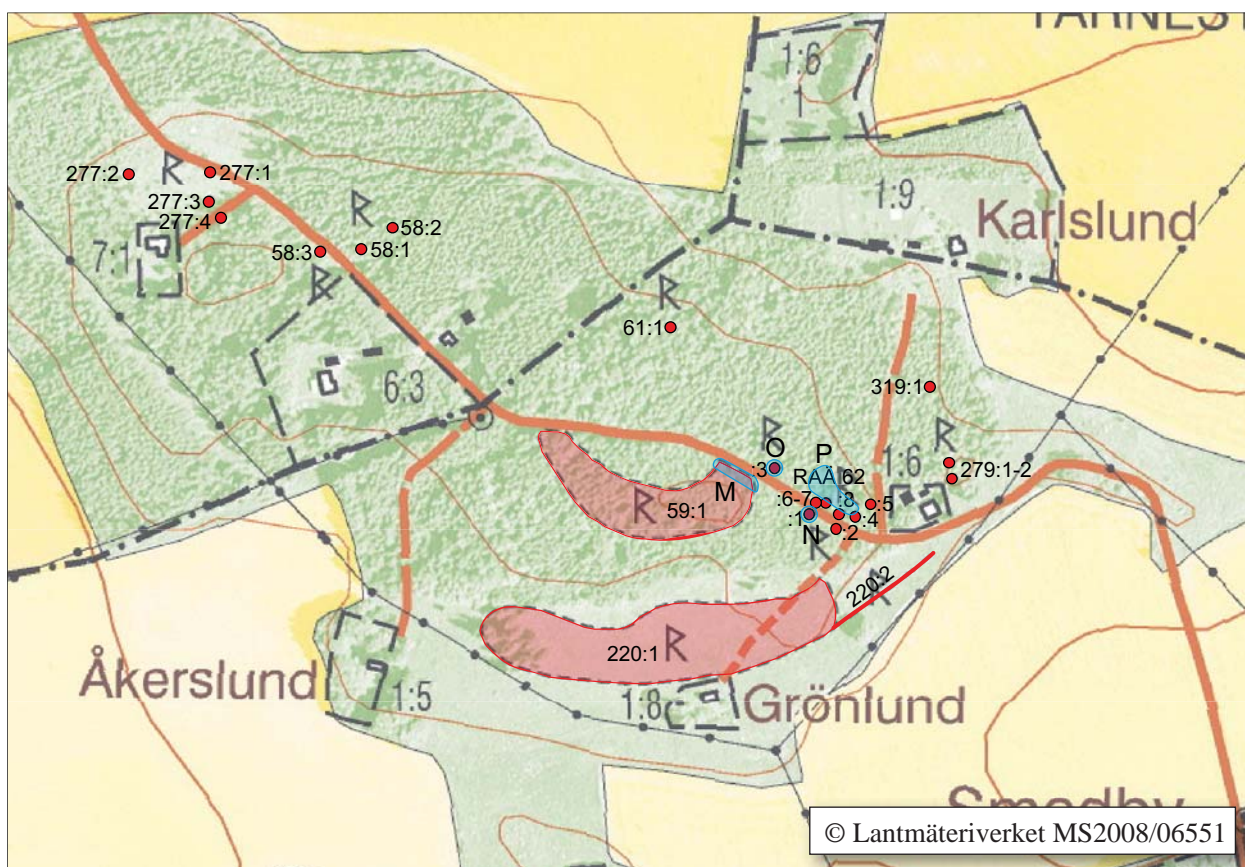 TÄRNEST
1:6
1
277:2
R
277:1
1:9
277:3
Karlslund
277:4
R
58:2
7:1
58:3
58:1
R
R
61:1
6:3
319:1
R
O
P
R
:3
RAÄ 62
1:6
279:1-2
M
:6-7
:8
:5
R
59:1
:1
:4
N
:2
R
220:2
R
220:1
R
Åkerslund
1:5
1:8
Grönlund
Smedby
© Lantmäteriverket MS2008/06551